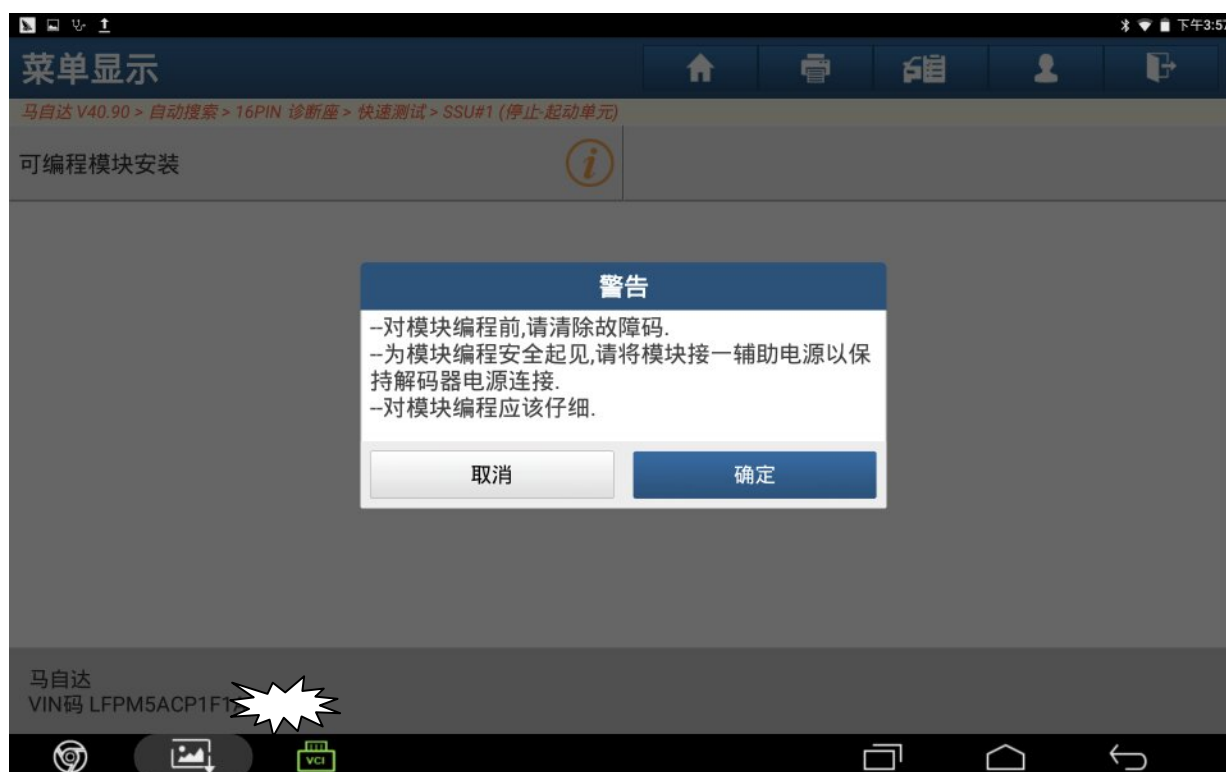 下午3:57
菜单显示
马自达 V40.90 > 自动搜索 > 16PIN 诊断座 > 快速测试 > SSU#1 (停止-起动单元)
可编程模块安装
i
警告
--对模块编程前,请清除故障码.
--为模块编程安全起见,请将模块接一辅助电源以保
持解码器电源连接.
--对模块编程应该仔细.
取消
确定
马自达
VIN码 LFPM5ACP1F1
VCI